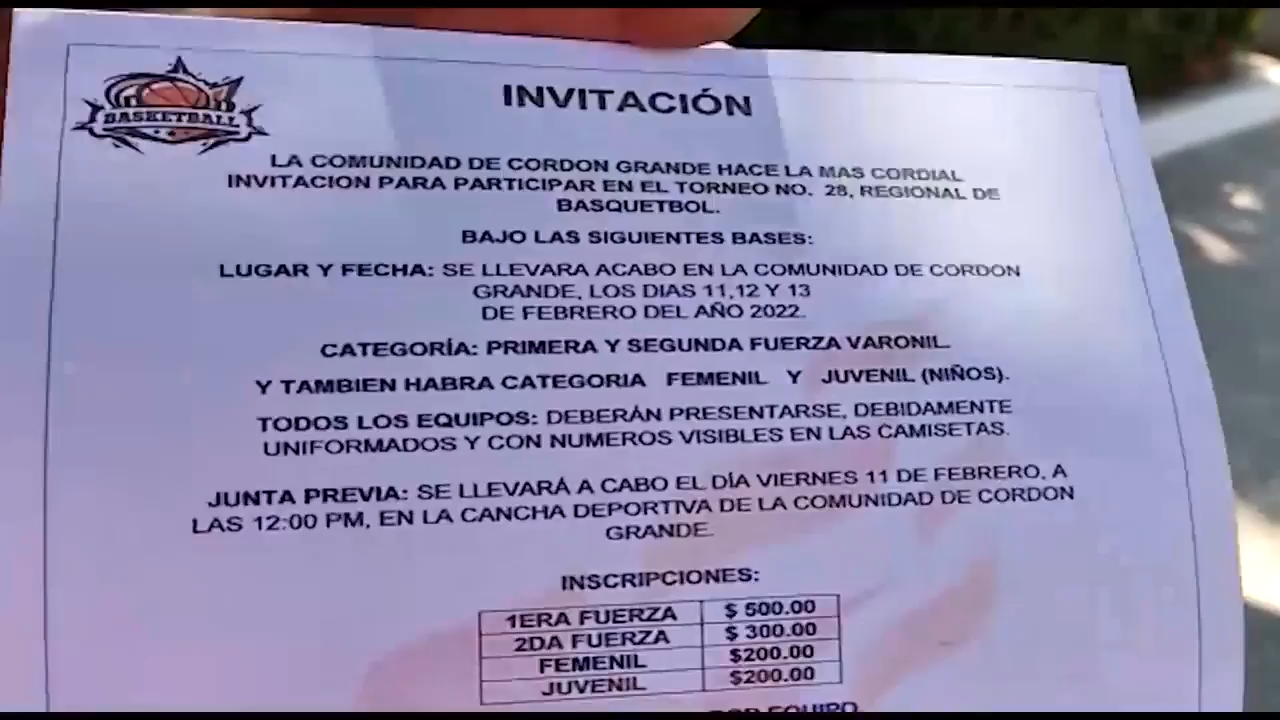 BASKETBALL
INVITACIÓN
LA COMUNIDAD DE CORDON GRANDE HACE LA MAS CORDIAL
INVITACION PARA PARTICIPAR EN EL TORNEO NO. 28, REGIONAL DE
BASQUETBOL.
BAJO LAS SIGUIENTES BASES:
LUGAR Y FECHA: SE LLEVARA ACABO EN LA COMUNIDAD DE CORDON
GRANDE, LOS DIAS 11,12 Y 13
DE FEBRERO DEL AÑO 2022.
CATEGORÍA: PRIMERA Y SEGUNDA FUERZA VARONIL.
Y TAMBIEN HABRA CATEGORIA FEMENIL Y JUVENIL (NIÑOS).
TODOS LOS EQUIPOS: DEBERÁN PRESENTARSE, DEBIDAMENTE
UNIFORMADOS Y CON NUMEROS VISIBLES EN LAS CAMISETAS.
JUNTA PREVIA: SE LLEVARÁ A CABO EL DÍA VIERNES 11 DE FEBRERO, A
LAS 12:00 PM, EN LA CANCHA DEPORTIVA DE LA COMUNIDAD DE CORDON
GRANDE.
INSCRIPCIONES:
1ERA FUERZA $ 500.00
2DA FUERZA $ 300.00
FEMENIL $200.00
JUVENIL $200.00
POR EQUIPO